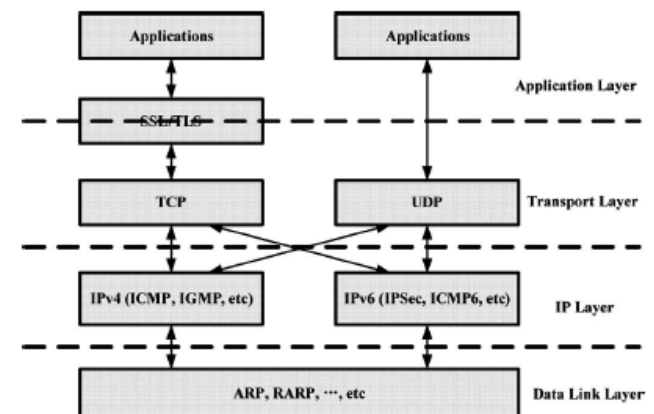 Applications
Applications
Application Layer
SSL/TLS
TCP
UDP
Transport Layer
IPv4 (ICMP, IGMP, etc)
IPv6 (IPSec, ICMP6, etc)
IP Layer
ARP, RARP, ···, etc
Data Link Layer